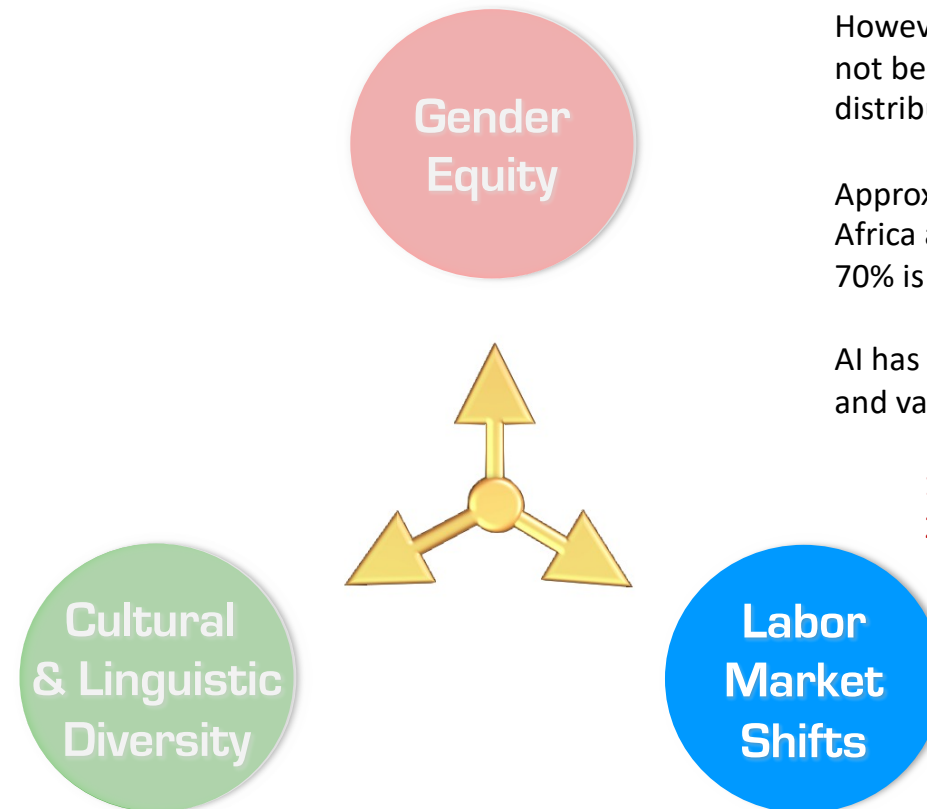 Gender
Equity
Cultural
& Linguistic
Diversity
Labor
Market
Shifts
Howev
not be
distrib
Approx
Africa a
70% is
AI has
and va